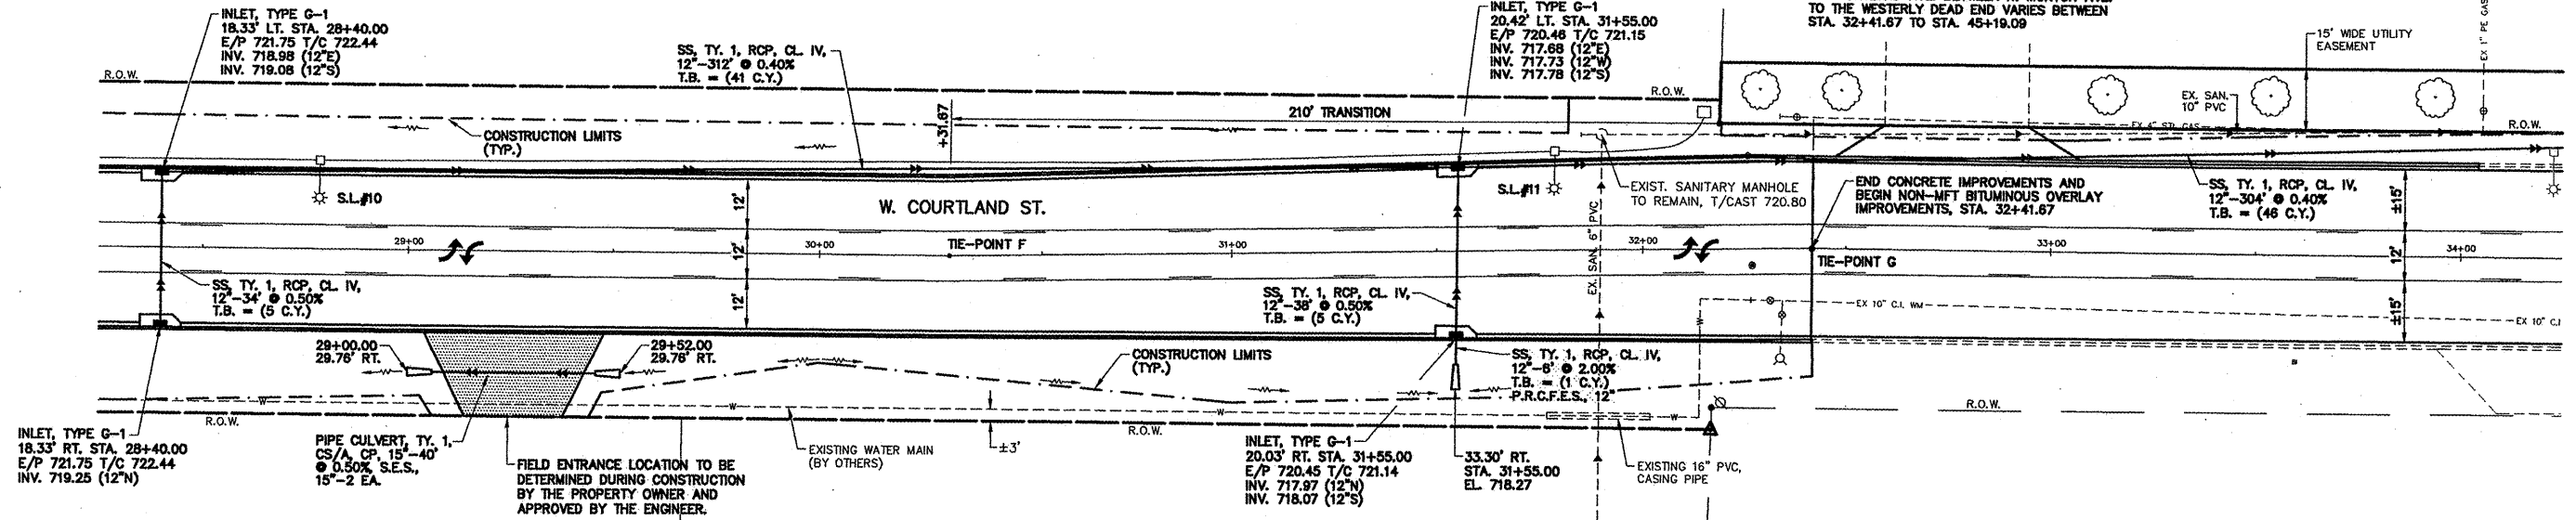 INLET, TYPE G-1
18.33' LT. STA. 28+40.00
E/P 721.75 T/C 722.44
INV. 718.98 (12"E)
INV. 719.08 (12"S)
SS, TY. 1, RCP, CL. IV,
12"-312' @ 0.40%
T.B. = (41 C.Y.)
INLET, TYPE G-1
20.42' LT. STA. 31+55.00
E/P 720.46 T/C 721.15
INV. 717.68 (12"E)
INV. 717.73 (12"W)
INV. 717.78 (12"S)
TO THE WESTERLY DEAD END VARIES BETWEEN
STA. 32+41.67 TO STA. 45+19.09
15' WIDE UTILITY
EASEMENT
EX 1" PE GAS
R.O.W.
R.O.W.
+31.67
210' TRANSITION
CONSTRUCTION LIMITS
(TYP.)
EX. SAN.
10" PVC
EX 4" STL GAS
R.O.W.
S.L.#10
12'
W. COURTLAND ST.
S.L.#11
EXIST. SANITARY MANHOLE
TO REMAIN, T/CAST 720.80
END CONCRETE IMPROVEMENTS AND
BEGIN NON-MFT BITUMINOUS OVERLAY
IMPROVEMENTS, STA. 32+41.67
SS, TY. 1, RCP, CL. IV,
12"-304' @ 0.40%
T.B. = (46 C.Y.)
±15'
EX. SAN. 6" PVC
29+00
30+00
TIE-POINT F
31+00
32+00
33+00
34+00
12'
12'
TIE-POINT G
SS, TY. 1, RCP, CL. IV,
12"-34' @ 0.50%
T.B. = (5 C.Y.)
12'
SS, TY. 1, RCP, CL. IV,
12"-38' @ 0.50%
T.B. = (5 C.Y.)
W
EX 10" C.I. WM
EX 10" C.I
±15'
29+00.00
29.76' RT.
29+52.00
29.76' RT.
CONSTRUCTION LIMITS
(TYP.)
SS, TY. 1, RCP, CL. IV,
12"-6' @ 2.00%
T.B. = (1 C.Y.)
P.R.C.F.E.S., 12"
W
W
W
W
R.O.W.
R.O.W.
R.O.W.
INLET, TYPE G-1
18.33' RT. STA. 28+40.00
E/P 721.75 T/C 722.44
INV. 719.25 (12"N)
PIPE CULVERT, TY. 1,
CS/A, CP, 15"-40'
@ 0.50%, S.E.S.,
15"-2 EA.
FIELD ENTRANCE LOCATION TO BE
DETERMINED DURING CONSTRUCTION
BY THE PROPERTY OWNER AND
APPROVED BY THE ENGINEER.
EXISTING WATER MAIN
(BY OTHERS)
±3'
INLET, TYPE G-1
20.03' RT. STA. 31+55.00
E/P 720.45 T/C 721.14
INV. 717.97 (12"N)
INV. 718.07 (12"S)
33.30' RT.
STA. 31+55.00
EL. 718.27
EXISTING 16" PVC,
CASING PIPE